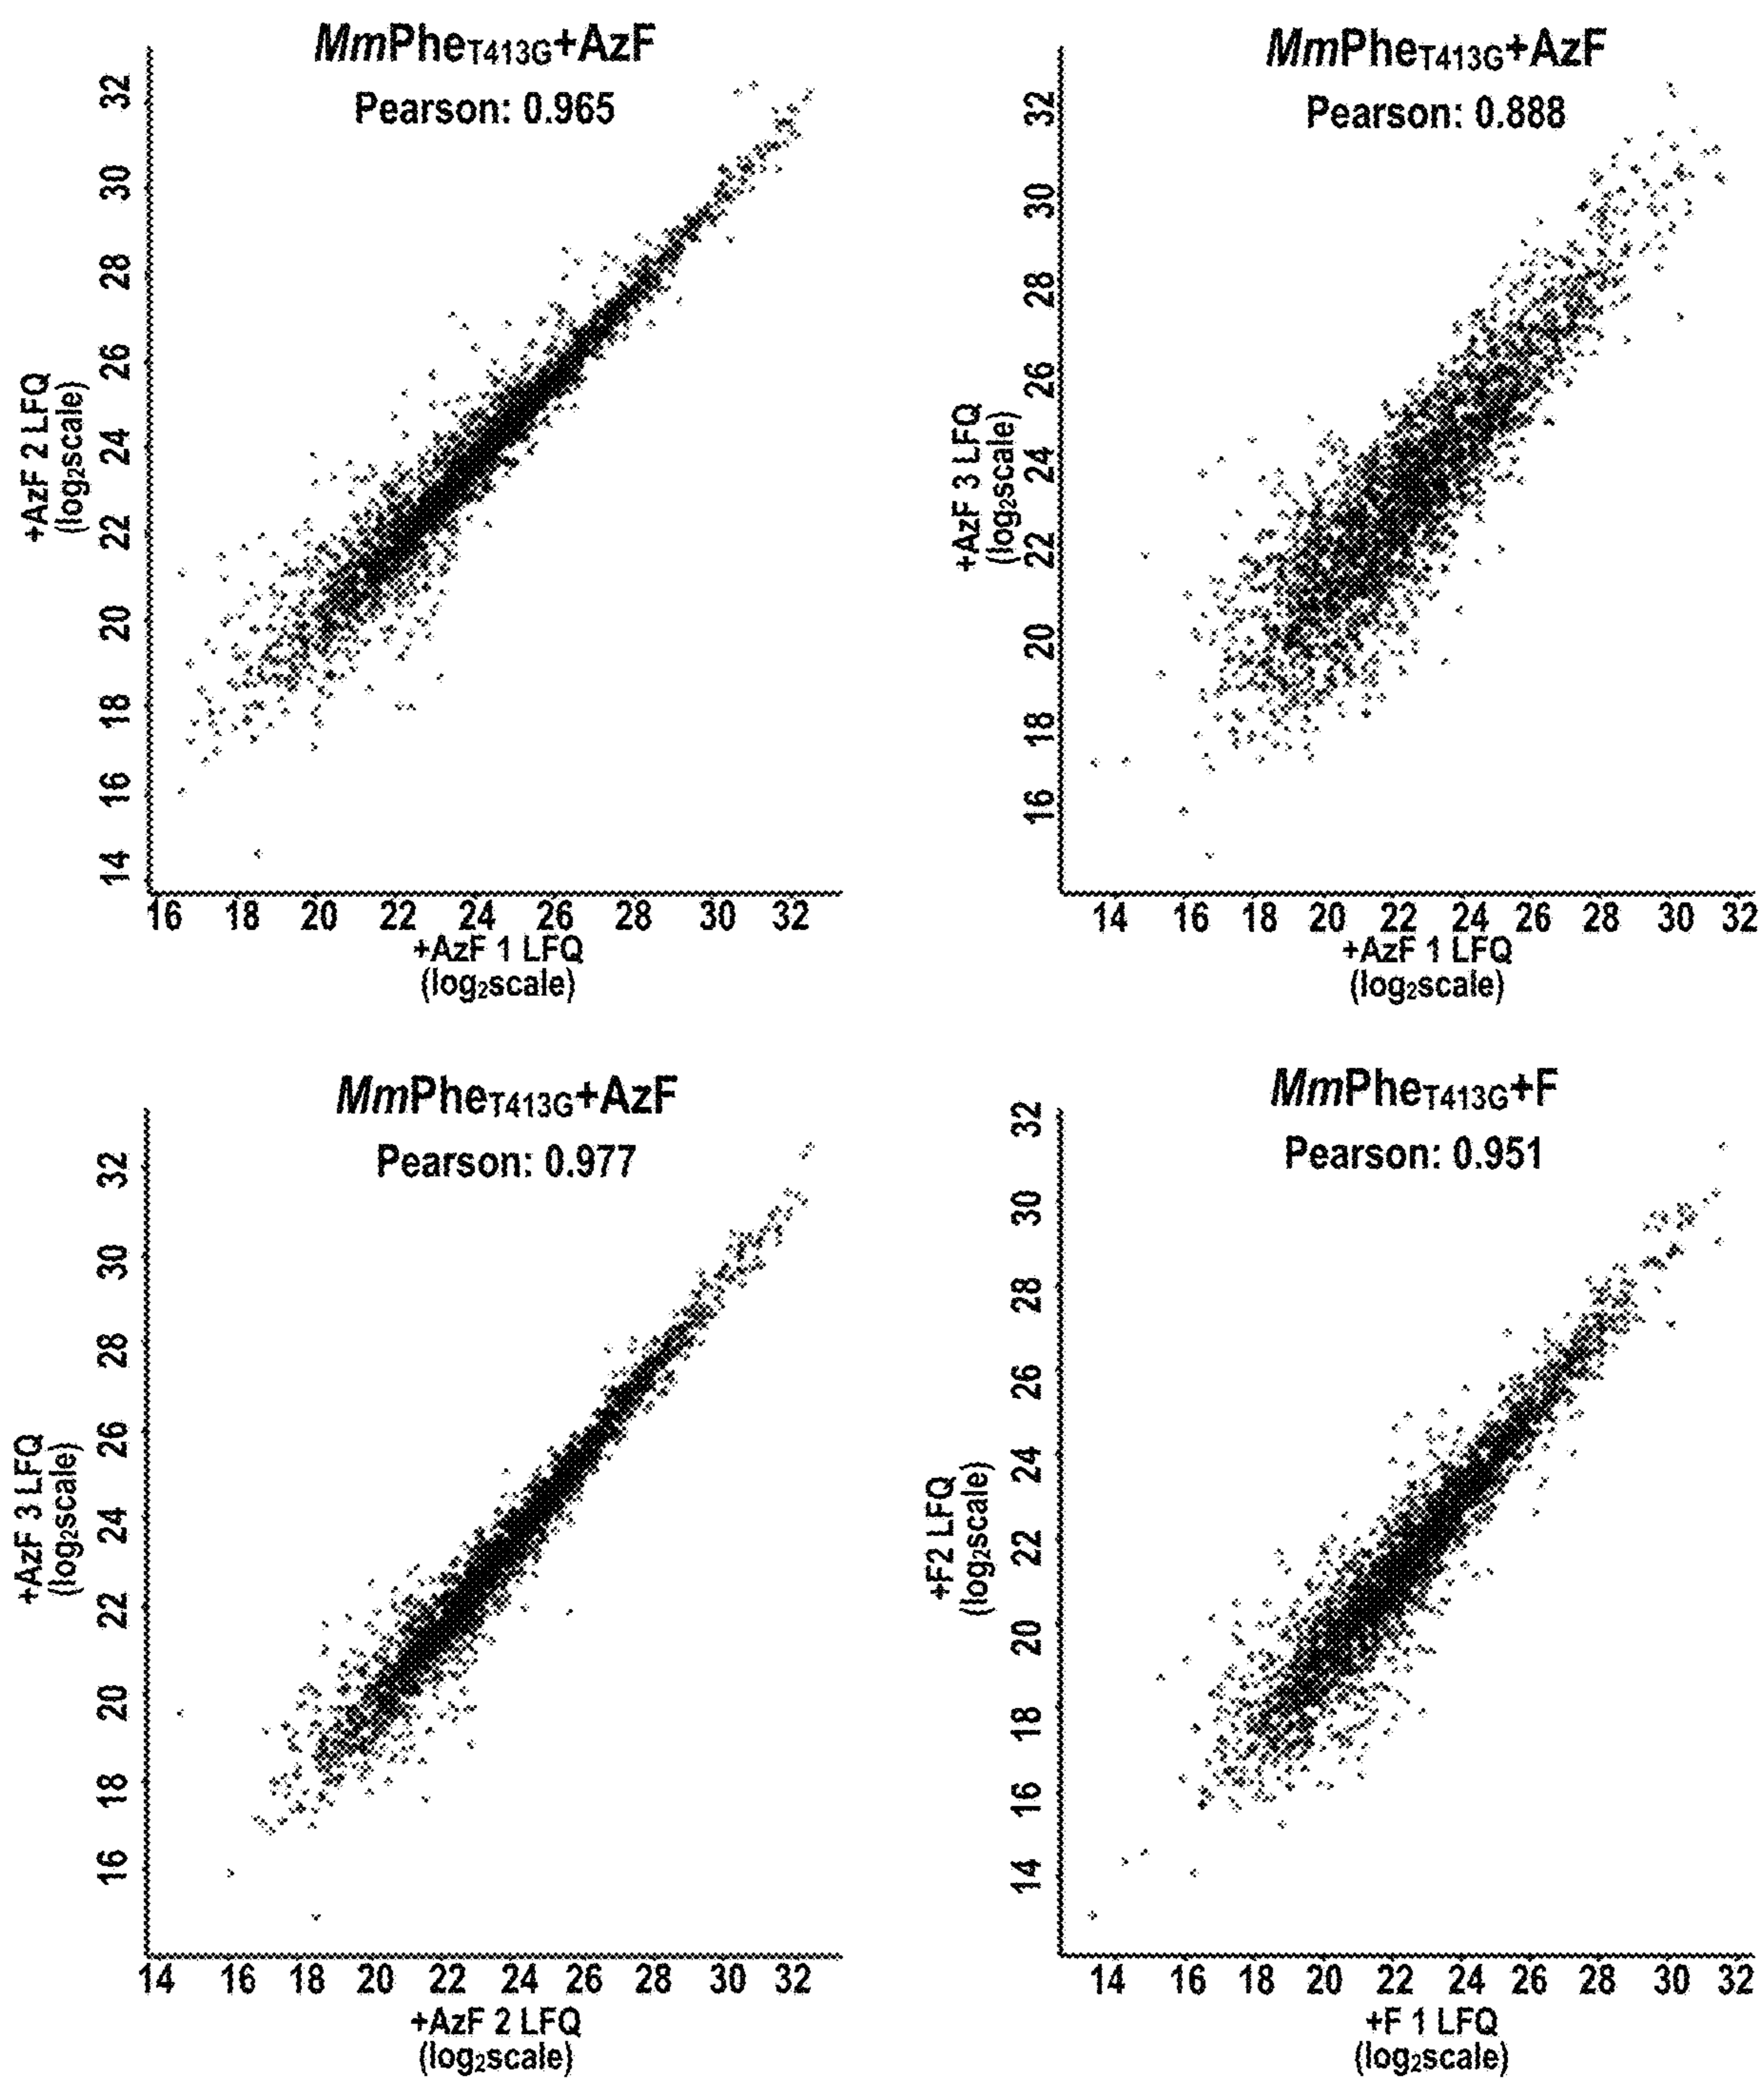 MmPheT413G+AzF
Pearson: 0.965
32
30
28
26
24
22
20
18
16
14
+AzF 2 LFQ
(log2scale)
16 18 20 22 24 26 28 30 32
+AzF 1 LFQ
(log2scale)
MmPheT413G+AzF
Pearson: 0.888
32
30
28
26
24
22
20
18
16
+AzF 3 LFQ
(log2scale)
14 16 18 20 22 24 26 28 30 32
+AzF 1 LFQ
(log2scale)
MmPheT413G+AzF
Pearson: 0.977
32
30
28
26
24
22
20
18
16
+AzF 3 LFQ
(log2scale)
14 16 18 20 22 24 26 28 30 32
+AzF 2 LFQ
(log2scale)
MmPheT413G+F
Pearson: 0.951
32
30
28
26
24
22
20
18
16
14
+F2 LFQ
(log2scale)
14 16 18 20 22 24 26 28 30 32
+F 1 LFQ
(log2scale)